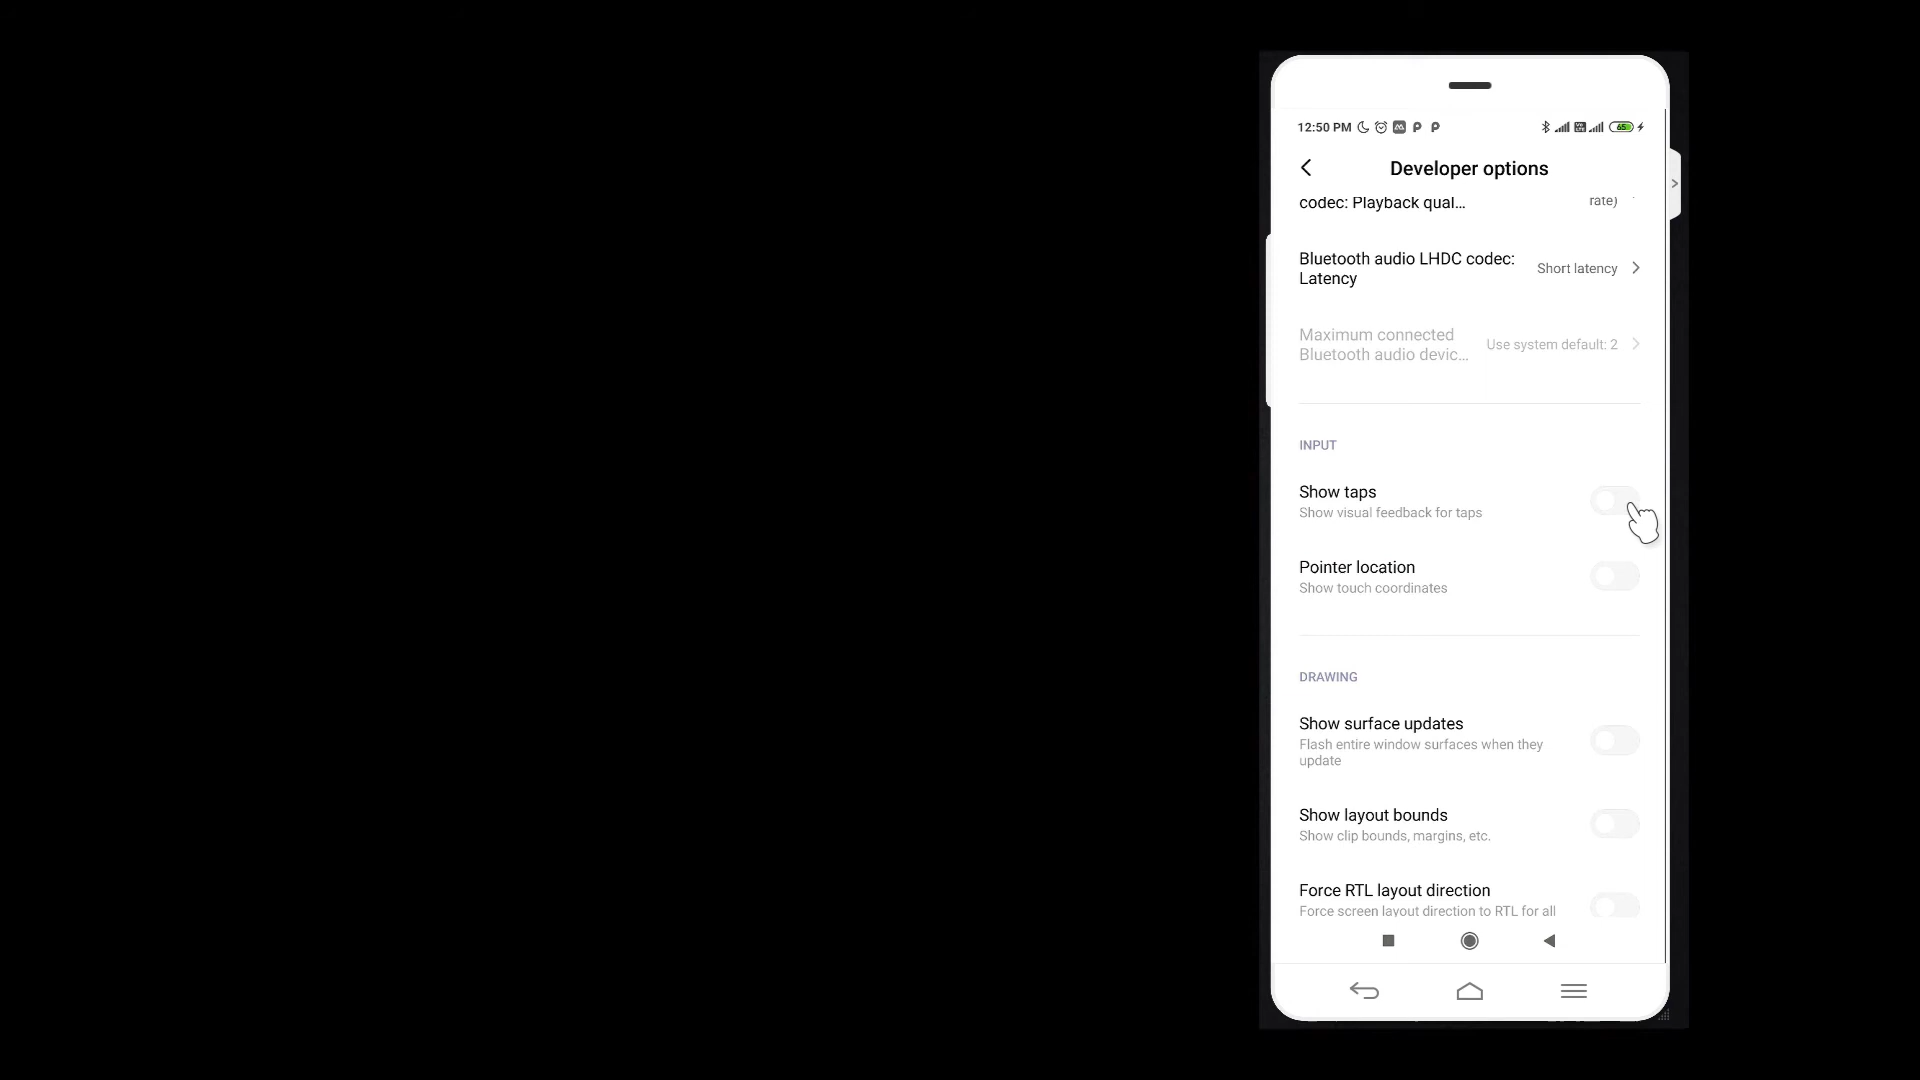 12:50 PM
65
Developer options
codec: Playback qual...
rate)
Bluetooth audio LHDC codec:
Latency
Short latency
Maximum connected
Bluetooth audio devic...
Use system default: 2
INPUT
Show taps
Show visual feedback for taps
Pointer location
Show touch coordinates
DRAWING
Show surface updates
Flash entire window surfaces when they
update
Show layout bounds
Show clip bounds, margins, etc.
Force RTL layout direction
Force screen layout direction to RTL for all